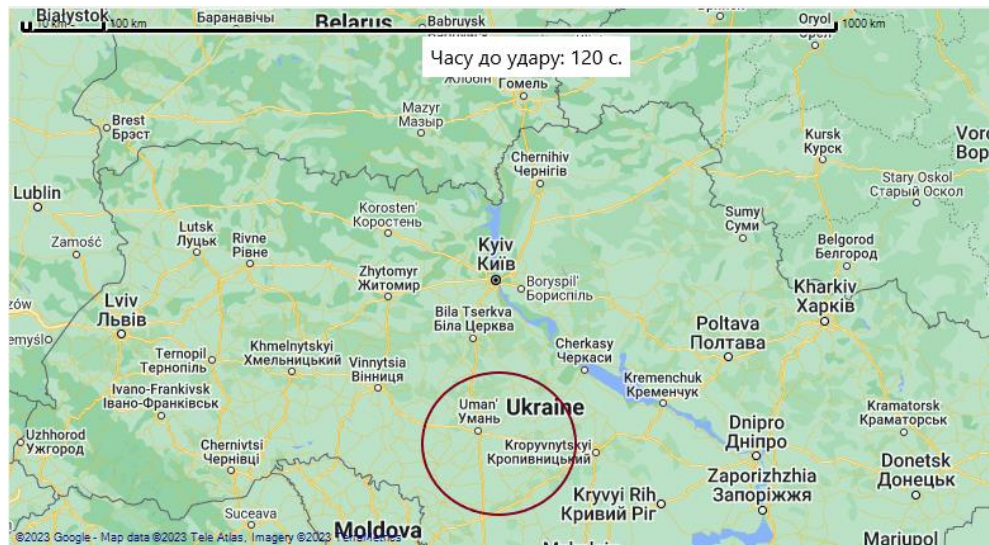 Bialystok
Баранавічы
Belarus
Babruysk
Oryol
10 km
100 km
1000 km
Часу до удару: 120 с.
Жлобін
Гомель
Mazyr
Мазыр
Brest
Брэст
Kursk
Курск
Chernihiv
Чернігів
Stary Oskol
Старый Оскол
Lublin
Korosten'
Коростень
Sumy
Суми
Lutsk
Луцьк
Rivne
Рівне
Zamość
Kyiv
Київ
Belgorod
Белгород
Zhytomyr
Житомир
Boryspil'
Бориспіль
Kharkiv
Харків
Lviv
Львів
Bila Tserkva
Біла Церква
Poltava
Полтава
Khmelnytskyi
Хмельницький
Cherkasy
Черкаси
Ternopil
Тернопіль
Vinnytsia
Вінниця
Kremenchuk
Кременчук
Ivano-Frankivsk
Івано-Франківськ
Uman'
Умань
Ukraine
Kramatorsk
Краматорськ
Dnipro
Дніпро
Uzhhorod
Ужгород
Chernivtsi
Чернівці
Kropyvnytskyi
Кропивницький
Donetsk
Донецьк
Zaporizhzhia
Запоріжжя
Kryvyi Rih
Кривий Ріг
Suceava
Moldova
Mariupol
©2023 Google - Map data ©2023 Tele Atlas, Imagery ©2023 TerraMetrics